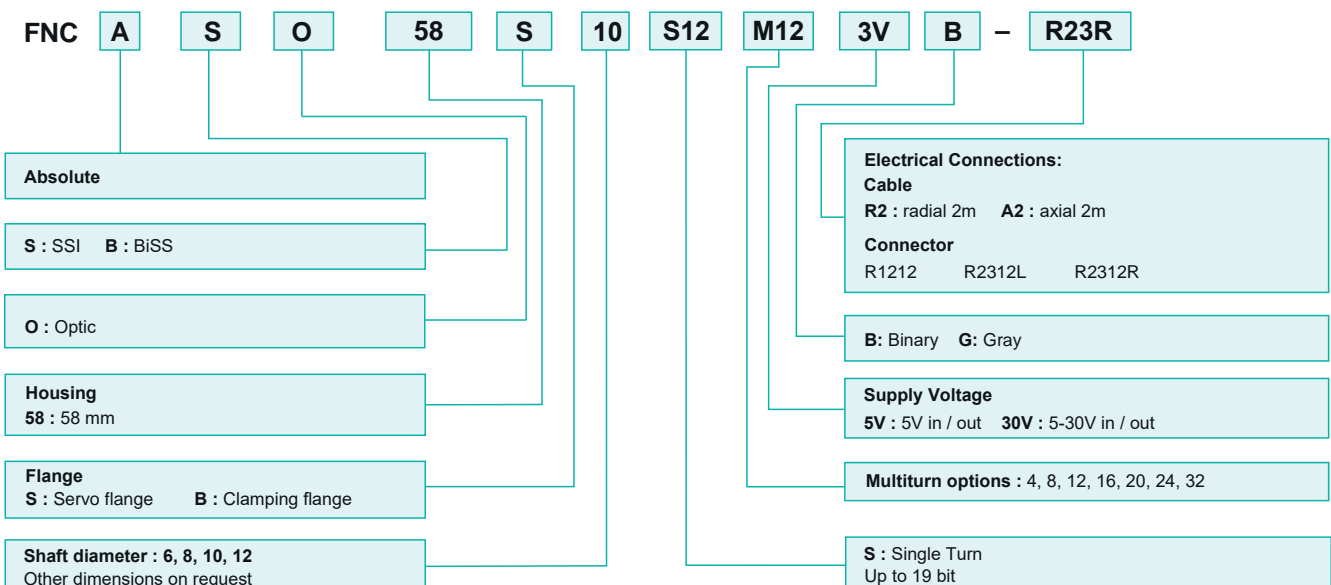 FNC A S O 58 S 10 S12 M12 3V B – R23R
Absolute
S : SSI B : BiSS
O : Optic
Housing
58 : 58 mm
Flange
S : Servo flange B : Clamping flange
Shaft diameter : 6, 8, 10, 12
Other dimensions on request
Electrical Connections:
Cable
R2 : radial 2m A2 : axial 2m
Connector
R1212 R2312L R2312R
B: Binary G: Gray
Supply Voltage
5V : 5V in / out 30V : 5-30V in / out
Multiturn options : 4, 8, 12, 16, 20, 24, 32
S : Single Turn
Up to 19 bit